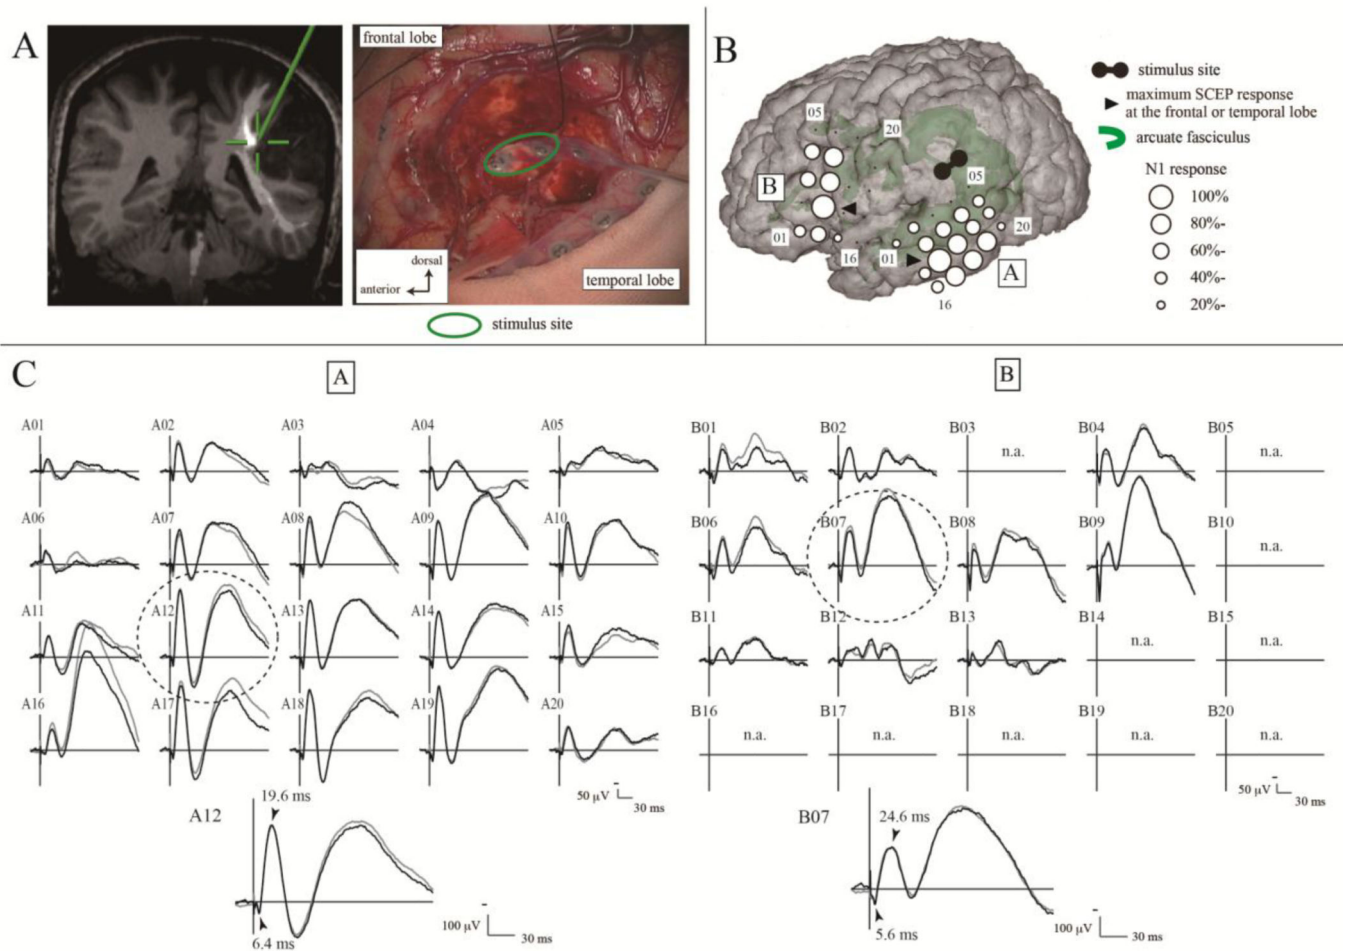 A
frontal lobe
dorsal
anterior
temporal lobe
stimulus site
B
stimulus site
maximum SCEP response
at the frontal or temporal lobe
arcuate fasciculus
N1 response
100%
80%-
60%-
40%-
20%-
05
20
B
05
01
16
01
20
A
16
C
A
B
A01
A02
A03
A04
A05
B01
B02
B03
n.a.
B04
B05
n.a.
A06
A07
A08
A09
A10
B06
B07
B08
B09
B10
n.a.
A11
A12
A13
A14
A15
B11
B12
B13
B14
n.a.
B15
n.a.
A16
A17
A18
A19
A20
B16
n.a.
B17
n.a.
B18
n.a.
B19
n.a.
B20
n.a.
50 µV
30 ms
50 µV
30 ms
A12
19.6 ms
6.4 ms
100 µV
30 ms
B07
24.6 ms
5.6 ms
100 µV
30 ms